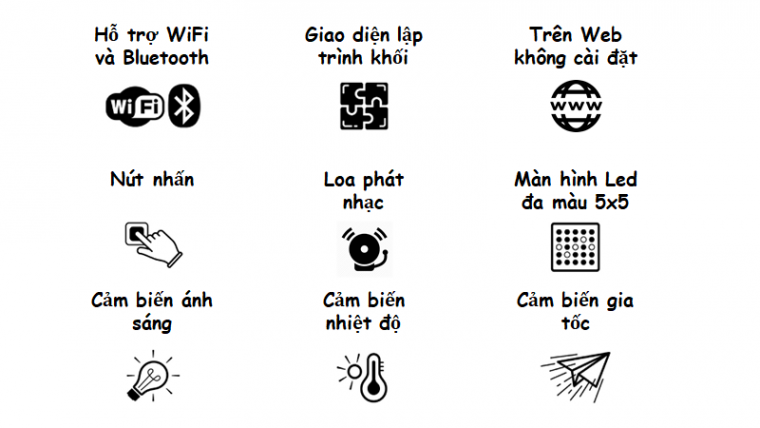 Hỗ trợ WiFi
và Bluetooth
Giao diện lập
trình khối
Trên Web
không cài đặt
WiFi
WWW
Nút nhấn
Loa phát
nhạc
Màn hình Led
đa màu 5x5
Cảm biến ánh
sáng
Cảm biến
nhiệt độ
Cảm biến gia
tốc